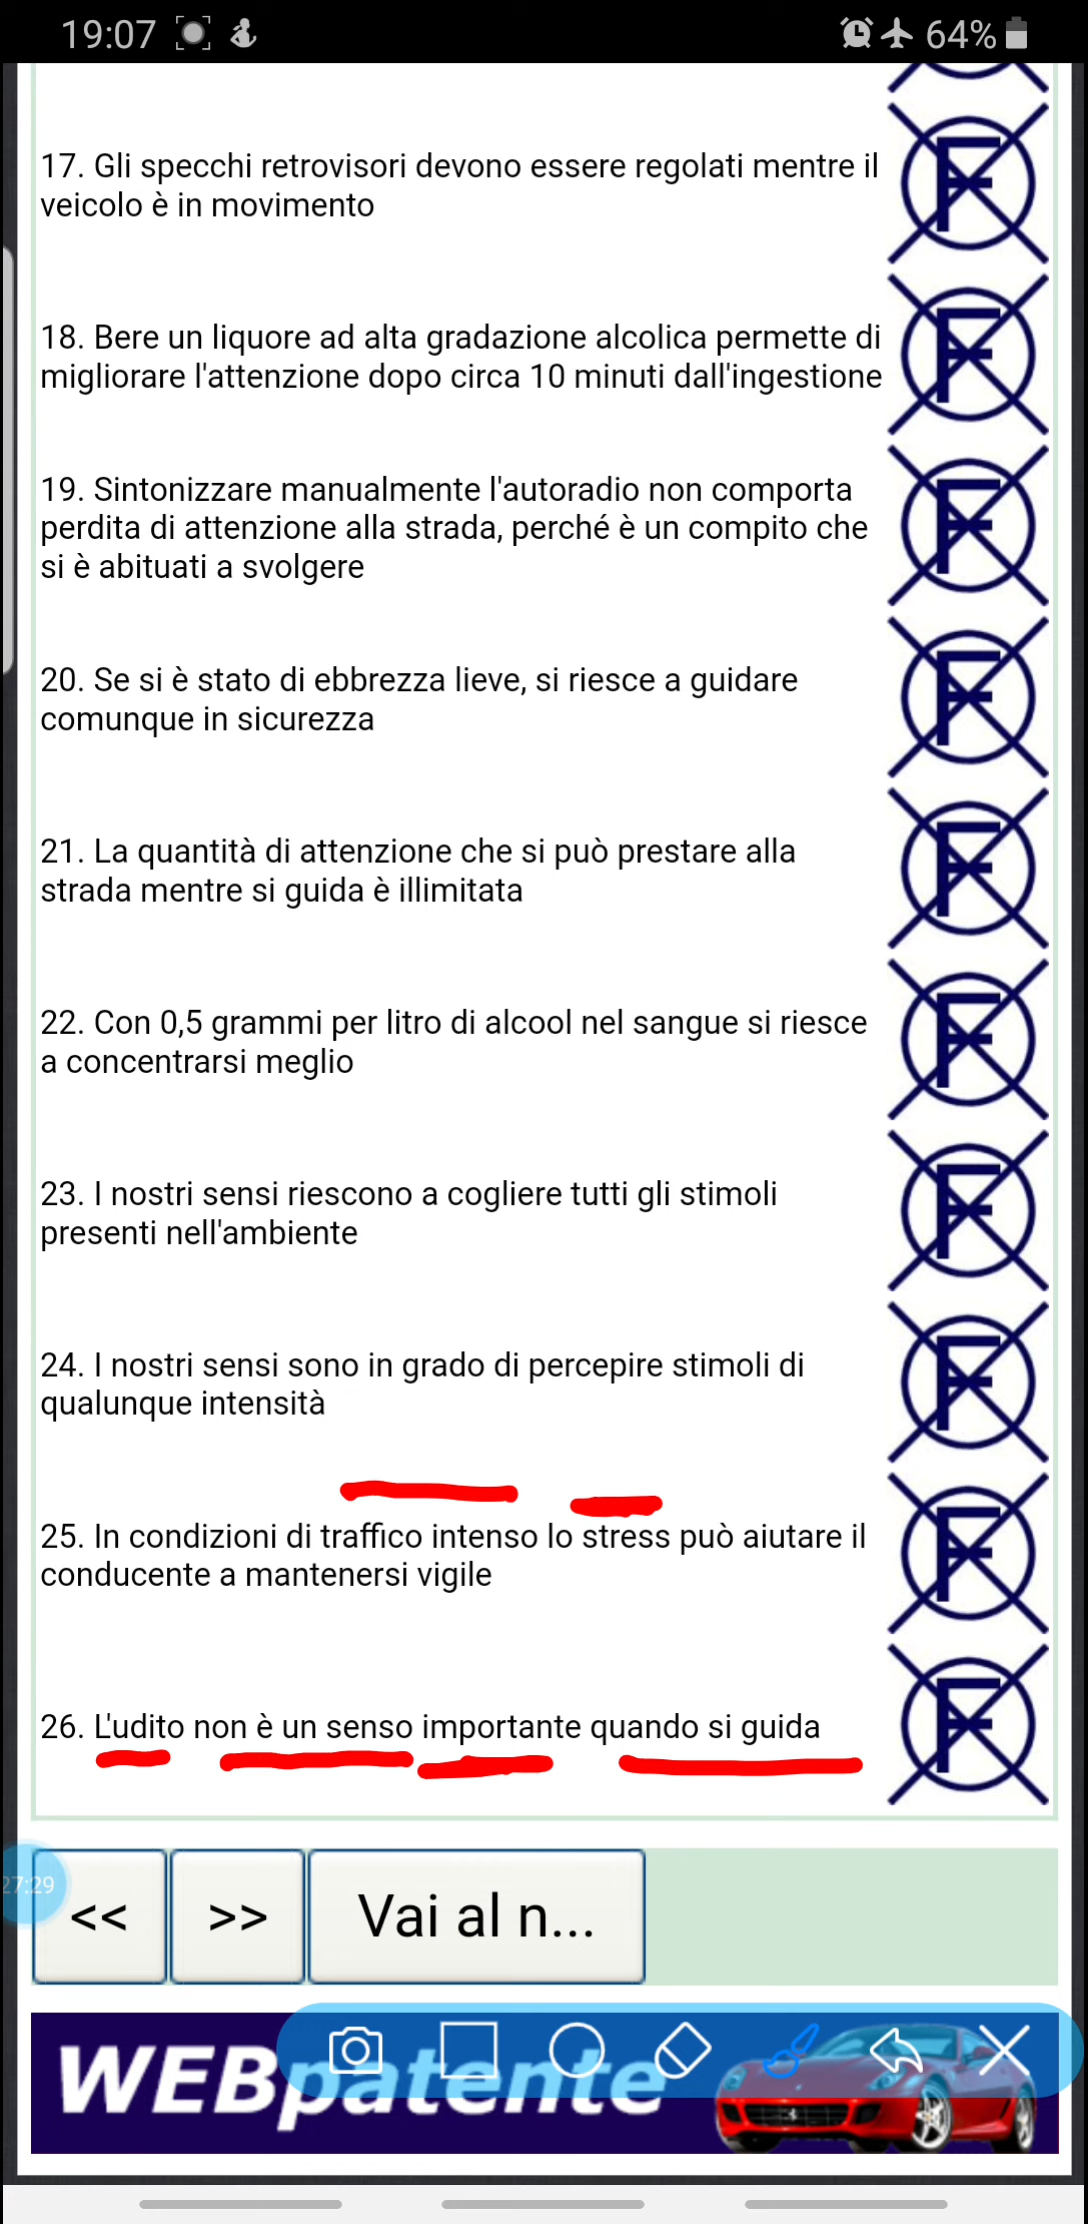 19:07
64%
17. Gli specchi retrovisori devono essere regolati mentre il
veicolo è in movimento
F
18. Bere un liquore ad alta gradazione alcolica permette di
migliorare l'attenzione dopo circa 10 minuti dall'ingestione
F
19. Sintonizzare manualmente l'autoradio non comporta
perdita di attenzione alla strada, perché è un compito che
si è abituati a svolgere
F
20. Se si è stato di ebbrezza lieve, si riesce a guidare
comunque in sicurezza
F
21. La quantità di attenzione che si può prestare alla
strada mentre si guida è illimitata
F
22. Con 0,5 grammi per litro di alcool nel sangue si riesce
a concentrarsi meglio
F
23. I nostri sensi riescono a cogliere tutti gli stimoli
presenti nell'ambiente
F
24. I nostri sensi sono in grado di percepire stimoli di
qualunque intensità
F
25. In condizioni di traffico intenso lo stress può aiutare il
conducente a mantenersi vigile
F
26. L'udito non è un senso importante quando si guida
F
27:29
<< >> Vai al n...
WEBpatente